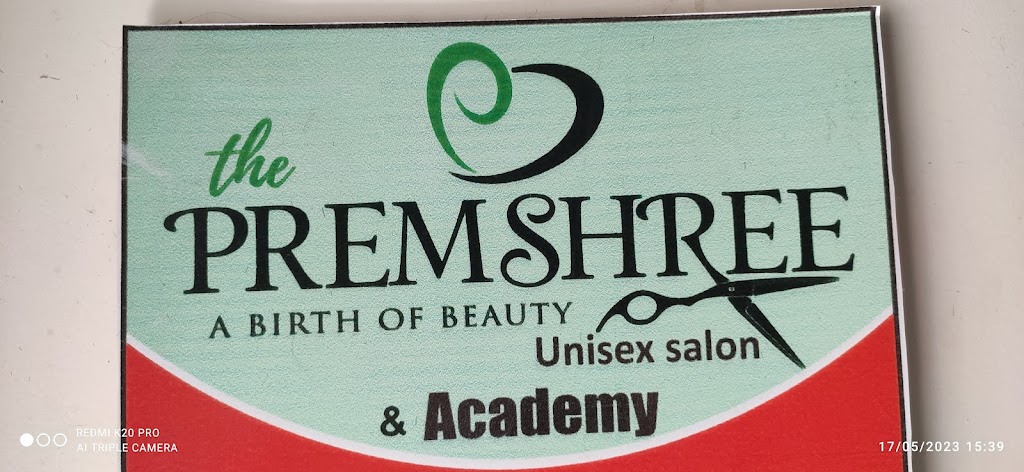 the
PREMSHREE
A BIRTH OF BEAUTY
Unisex salon
& Academy
REDMI K20 PRO
AI TRIPLE CAMERA
17/05/2023 15:39